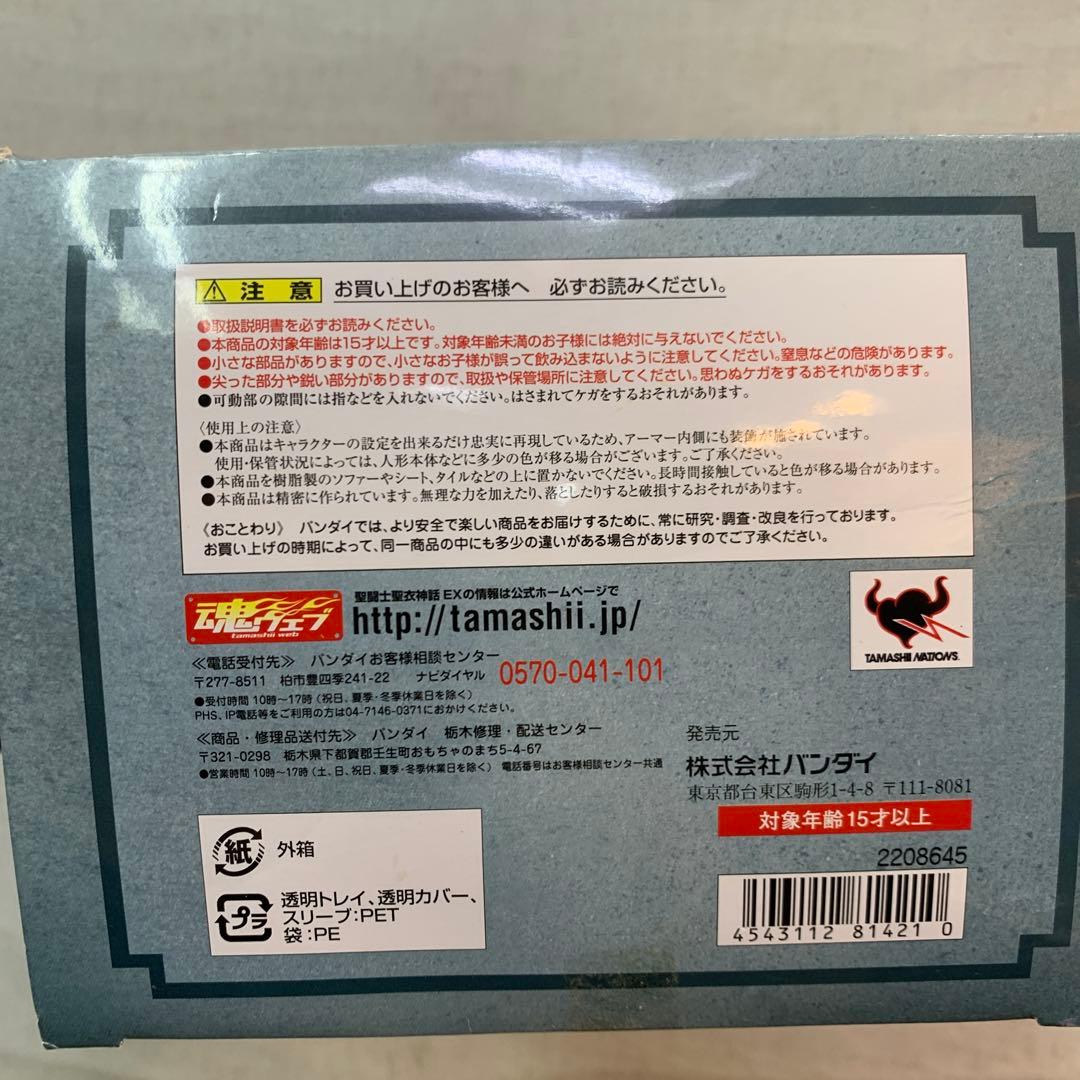 注意 お買い上げのお客様へ 必ずお読みください。
●取扱説明書を必ずお読みください。
●本商品の対象年齢は15才以上です。対象年齢未満のお子様には絶対に与えないでください。
●小さな部品がありますので、小さなお子様が誤って飲み込まないように注意してください。窒息などの危険があります。
●尖った部分や鋭い部分がありますので、取扱や保管場所に注意してください。思わぬケガをするおそれがあります。
●可動部の隙間には指などを入れないでください。はさまれてケガをするおそれがあります。
〈使用上の注意〉
●本商品はキャラクターの設定を出来るだけ忠実に再現しているため、アーマー内側にも装飾が施されています。
使用・保管状況によっては、人形本体などに多少の色が移る場合がございます。ご了承ください。
●本商品を樹脂製のソファーやシート、タイルなどの上に置かないでください。長時間接触していると色が移る場合があります。
●本商品は精密に作られています。無理な力を加えたり、落としたりすると破損するおそれがあります。
《おことわり》 バンダイでは、より安全で楽しい商品をお届けするために、常に研究・調査・改良を行っております。
お買い上げの時期によって、同一商品の中にも多少の違いがある場合がありますのでご了承ください。
魂ウェブ
tamashii web
聖闘士聖衣神話 EXの情報は公式ホームページで
http://tamashii.jp/
TAMASHII NATIONS
≪電話受付先≫ バンダイお客様相談センター
〒277-8511 柏市豊四季241-22 ナビダイヤル 0570-041-101
●受付時間 10時〜17時(祝日、夏季・冬季休業日を除く)
PHS、IP電話等をご利用の方は04-7146-0371におかけください。
≪商品・修理品送付先≫ バンダイ 栃木修理・配送センター
〒321-0298 栃木県下都賀郡壬生町おもちゃのまち5-4-67
●営業時間 10時〜17時(土、日、祝日、夏季・冬季休業日を除く) 電話番号はお客様相談センター共通
発売元
株式会社バンダイ
東京都台東区駒形1-4-8 〒111-8081
対象年齢15才以上
2208645
4543112 81421 0
紙 外箱
プラ
透明トレイ、透明カバー、
スリーブ:PET
袋:PE